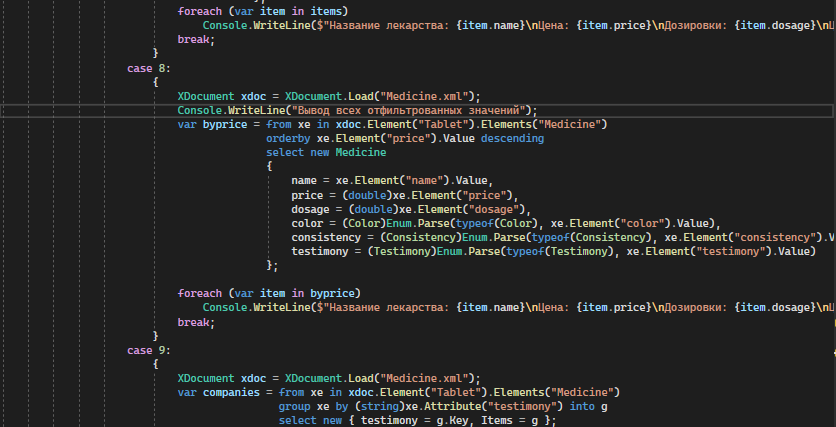 };
foreach (var item in items)
Console.WriteLine($"Название лекарства: {item.name}\nЦена: {item.price}\nДозировки: {item.dosage}\n
break;
}
case 8:
{
XDocument xdoc = XDocument.Load("Medicine.xml");
Console.WriteLine("Вывод всех отфильтрованных значений");
var byprice = from xe in xdoc.Element("Tablet").Elements("Medicine")
orderby xe.Element("price").Value descending
select new Medicine
{
name = xe.Element("name").Value,
price = (double)xe.Element("price"),
dosage = (double)xe.Element("dosage"),
color = (Color)Enum.Parse(typeof(Color), xe.Element("color").Value),
consistency = (Consistency)Enum.Parse(typeof(Consistency), xe.Element("consistency").V
testimony = (Testimony)Enum.Parse(typeof(Testimony), xe.Element("testimony").Value)
};
foreach (var item in byprice)
Console.WriteLine($"Название лекарства: {item.name}\nЦена: {item.price}\nДозировки: {item.dosage}\n
break;
}
case 9:
{
XDocument xdoc = XDocument.Load("Medicine.xml");
var companies = from xe in xdoc.Element("Tablet").Elements("Medicine")
group xe by (string)xe.Attribute("testimony") into g
select new { testimony = g.Key, Items = g };